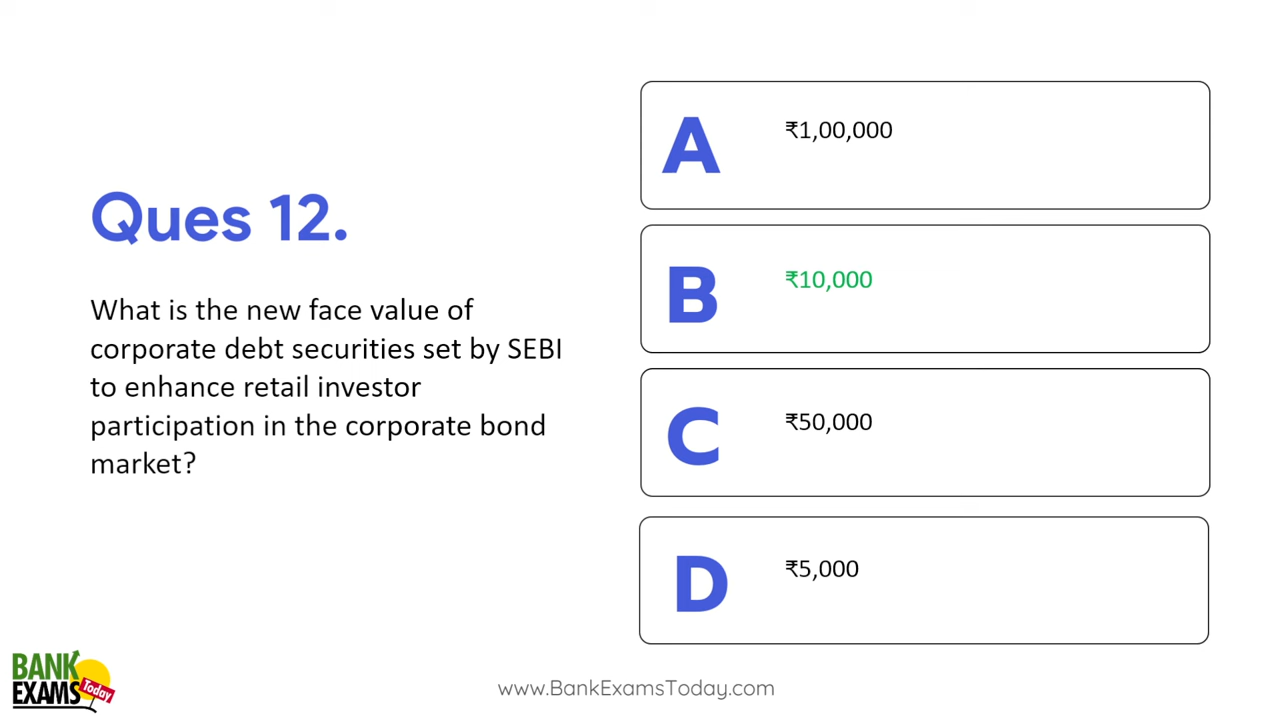 Ques 12.
What is the new face value of
corporate debt securities set by SEBI
to enhance retail investor
participation in the corporate bond
market?
A
₹1,00,000
B
₹10,000
C
₹50,000
D
₹5,000
BANK
EXAMS
Today
www.BankExamsToday.com